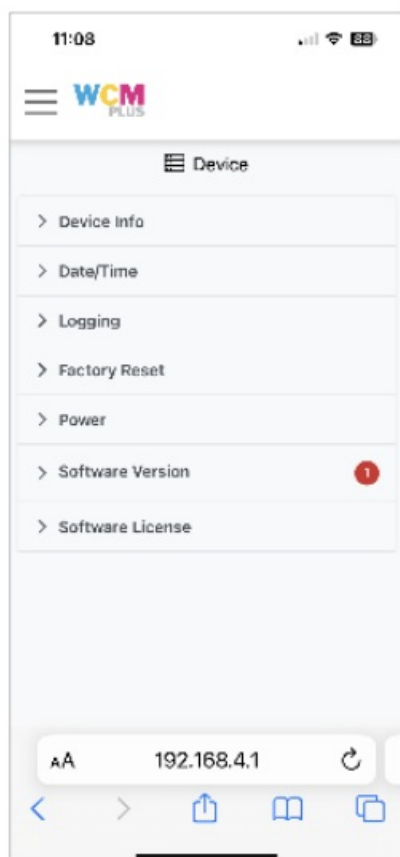 11:08
88
WCM
PLUS
Device
Device Info
Date/Time
Logging
Factory Reset
Power
Software Version
1
Software License
AA
192.168.4.1